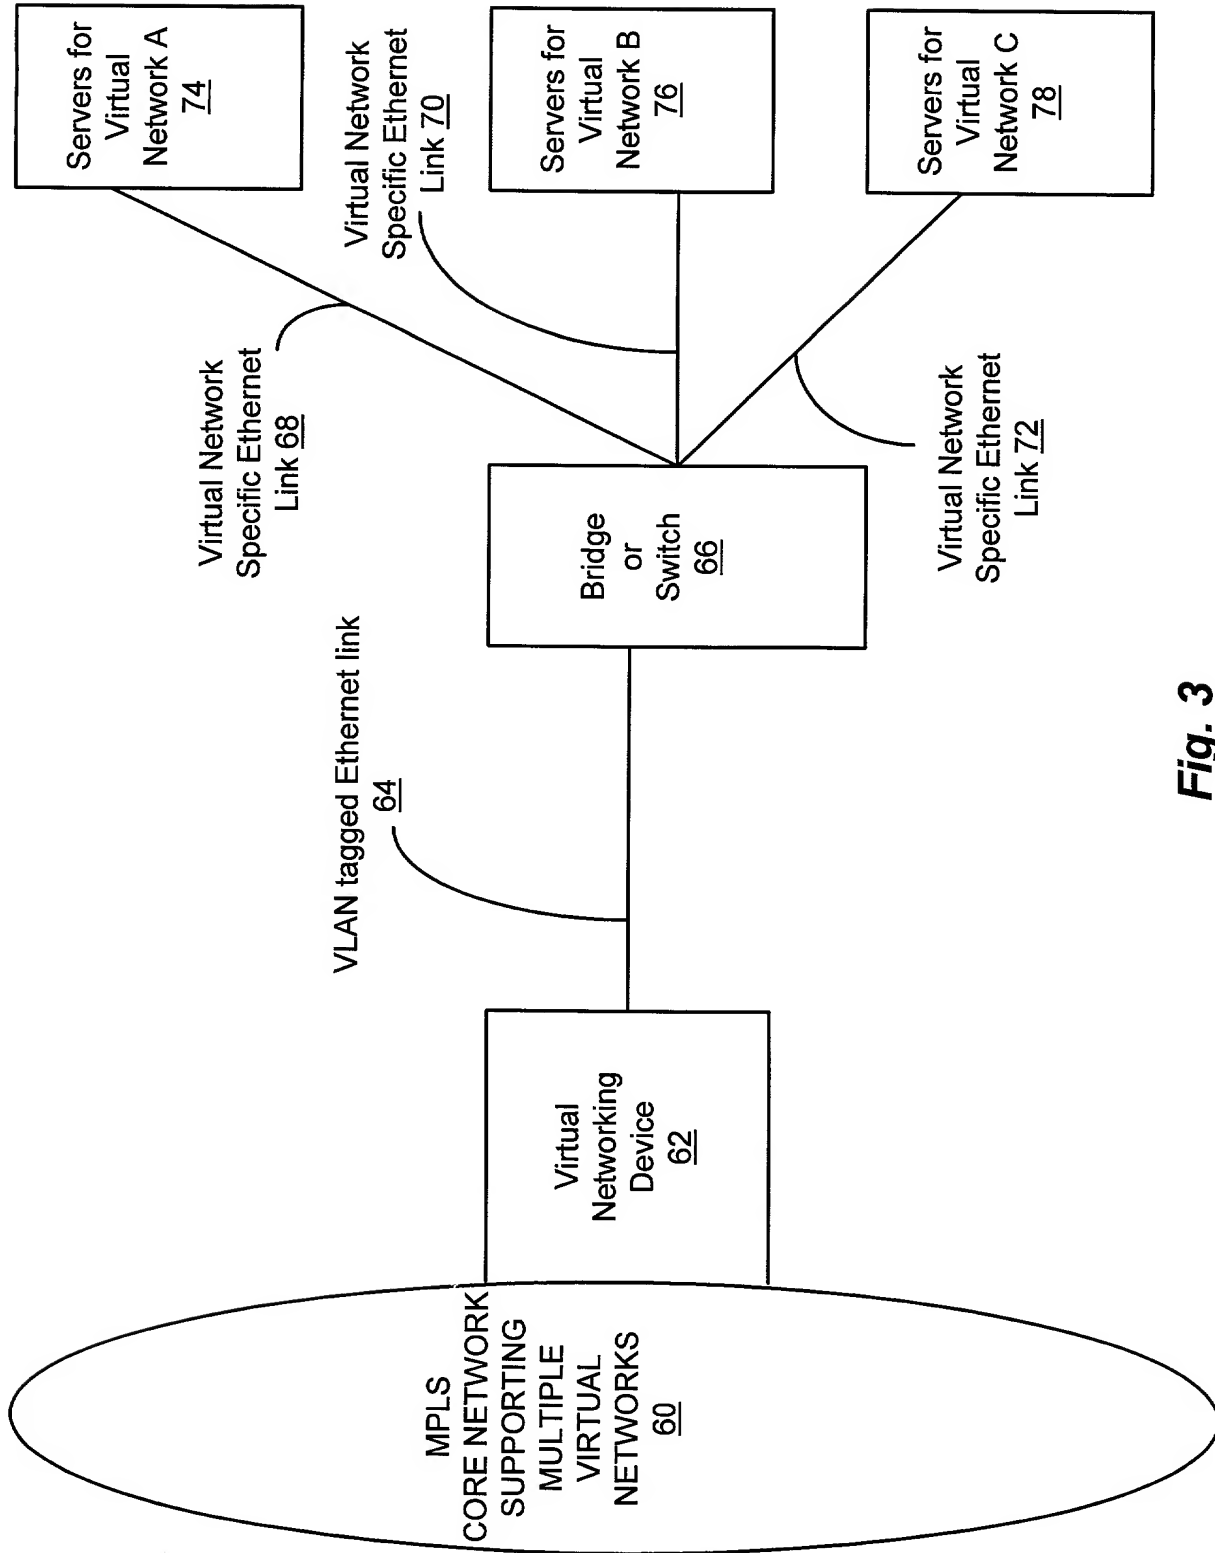 MPLS
CORE NETWORK
SUPPORTING
MULTIPLE
VIRTUAL
NETWORKS
60
Virtual
Networking
Device
62
VLAN tagged Ethernet link
64
Bridge
or
Switch
66
Virtual Network
Specific Ethernet
Link 68
Virtual Network
Specific Ethernet
Link 70
Virtual Network
Specific Ethernet
Link 72
Servers for
Virtual
Network A
74
Servers for
Virtual
Network B
76
Servers for
Virtual
Network C
78
Fig. 3